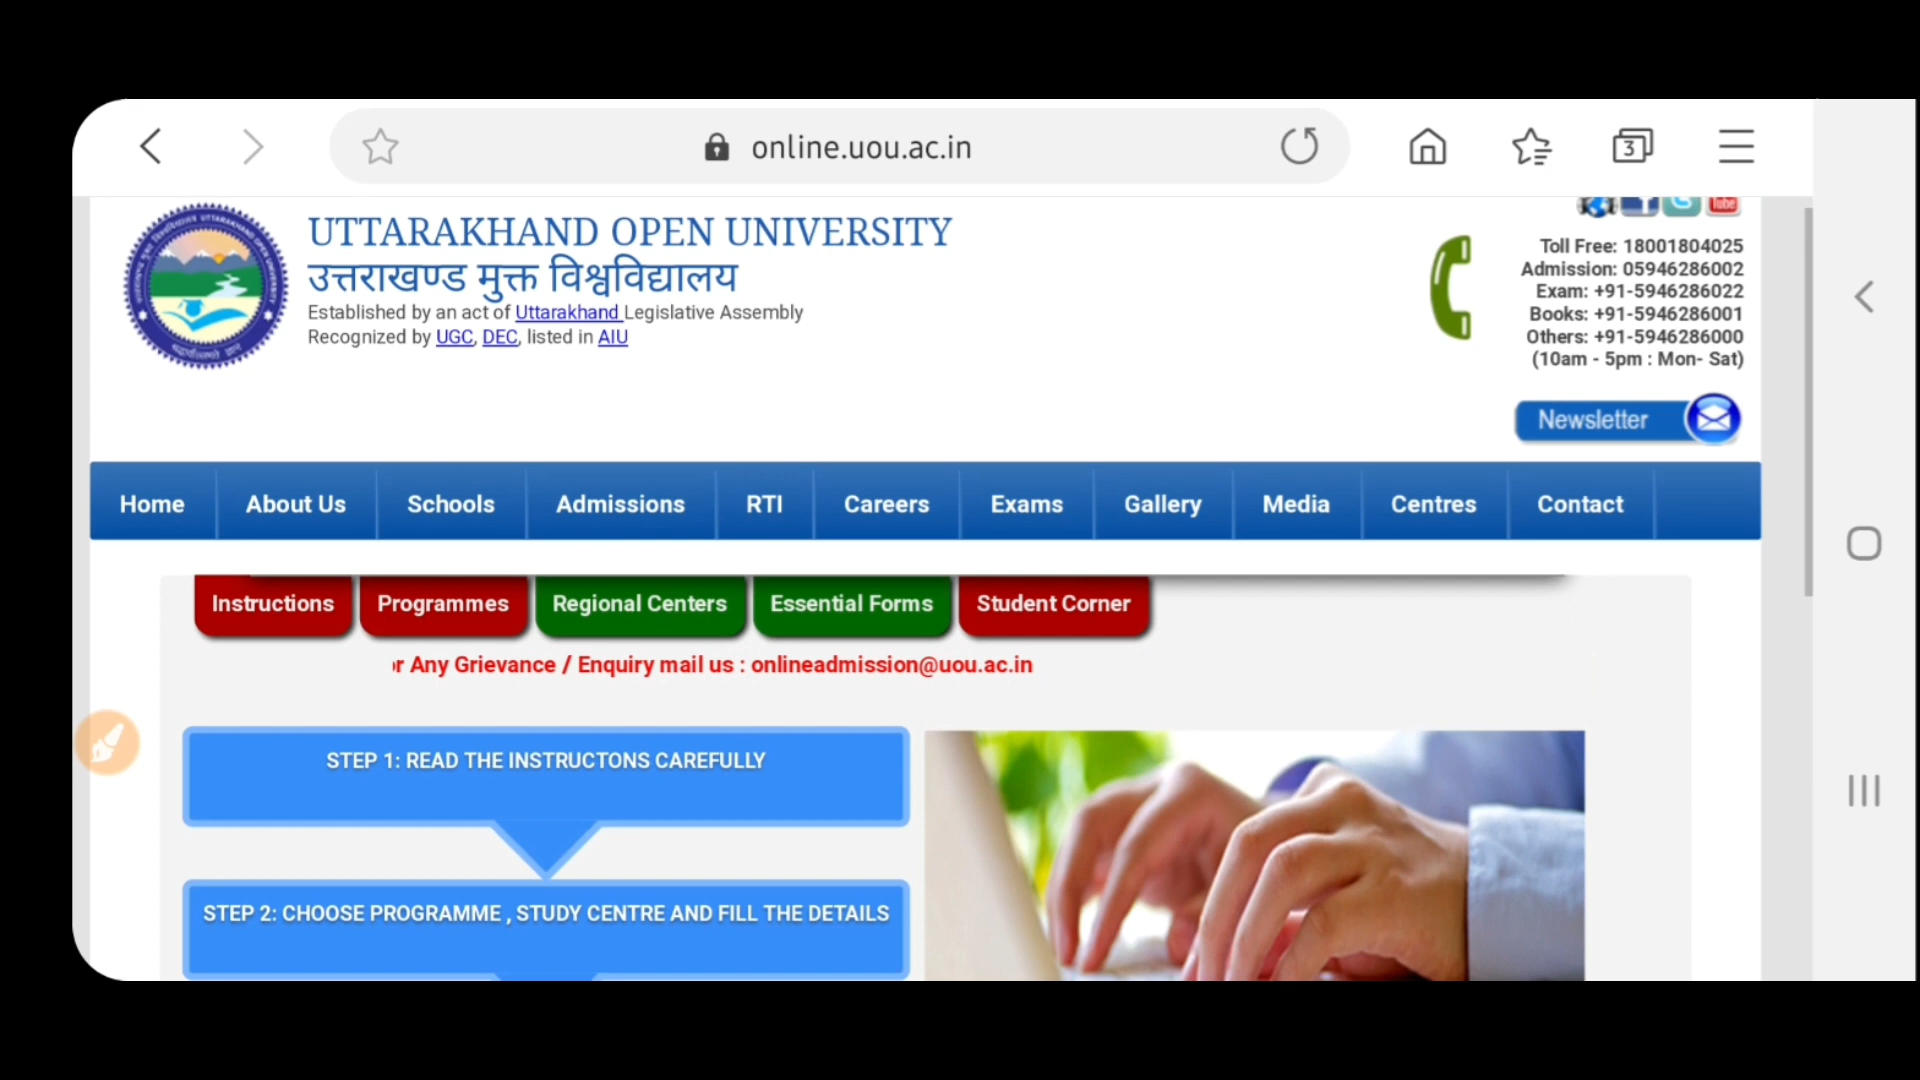 online.uou.ac.in
3
UTTARAKHAND OPEN UNIVERSITY
उत्तराखण्ड मुक्त विश्वविद्यालय
Established by an act of Uttarakhand Legislative Assembly
Recognized by UGC, DEC, listed in AIU
Tube
Toll Free: 18001804025
Admission: 05946286002
Exam: +91-5946286022
Books: +91-5946286001
Others: +91-5946286000
(10am - 5pm : Mon- Sat)
Newsletter
Home About Us Schools Admissions RTI Careers Exams Gallery Media Centres Contact
Instructions Programmes Regional Centers Essential Forms Student Corner
r Any Grievance / Enquiry mail us : onlineadmission@uou.ac.in
STEP 1: READ THE INSTRUCTONS CAREFULLY
STEP 2: CHOOSE PROGRAMME , STUDY CENTRE AND FILL THE DETAILS